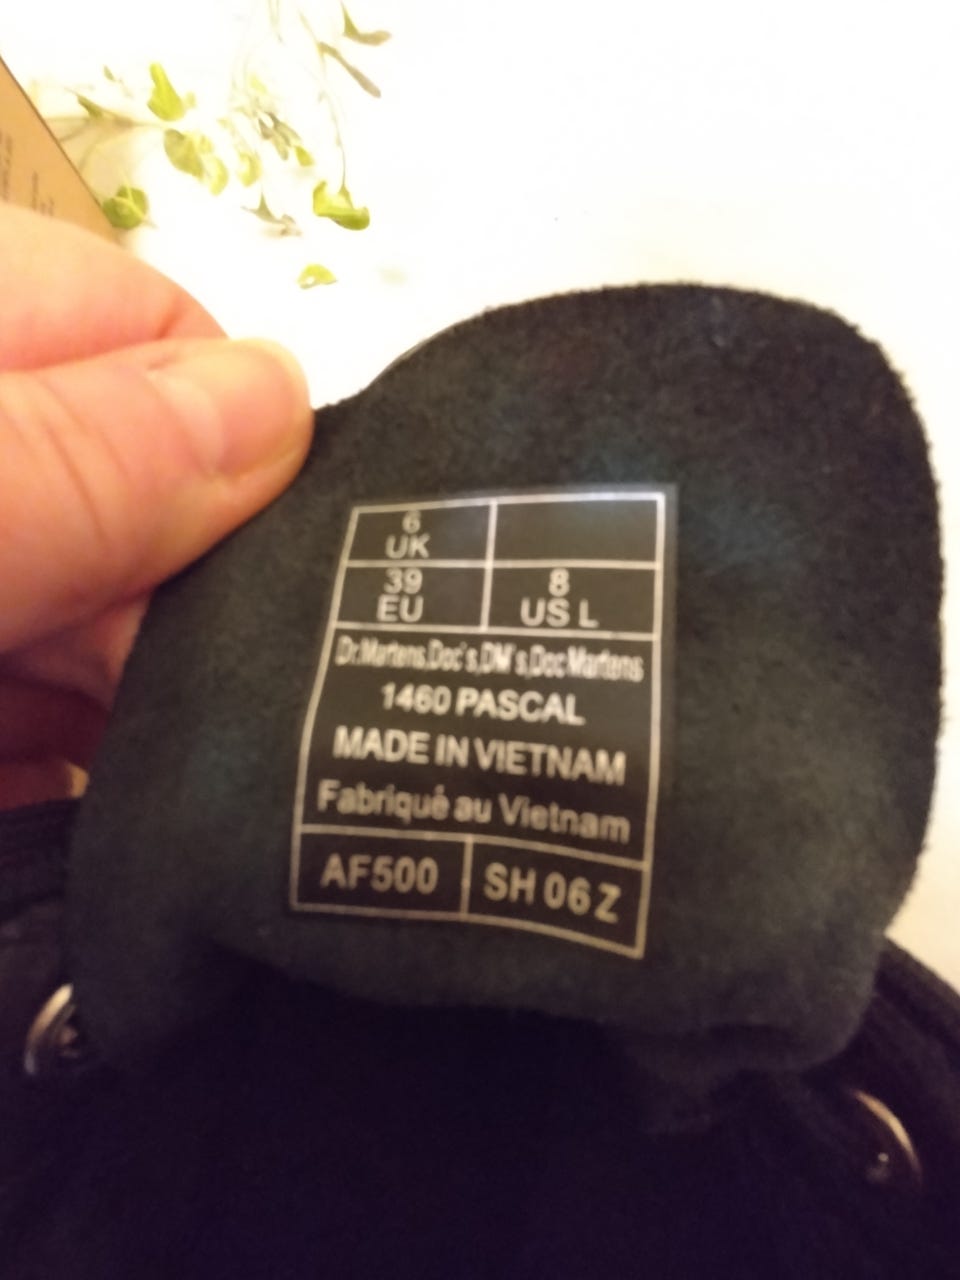 6
UK
39
EU
8
US L
Dr.Martens,Doc's,DM's,Doc Martens
1460 PASCAL
MADE IN VIETNAM
Fabriqué au Vietnam
AF500
SH 06 Z